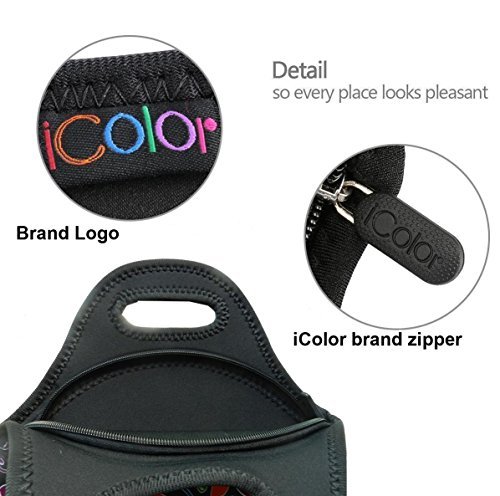 Detail
so every place looks pleasant
iColor
Brand Logo
iColor
iColor brand zipper